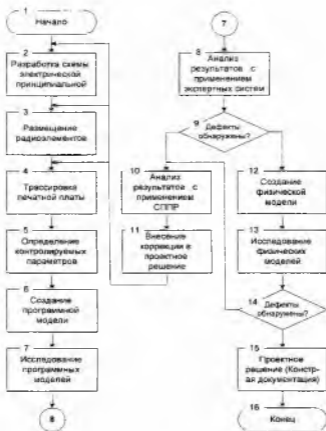 1
Начало
2
Разработка схемы
электрической
принципиальной
3
Размещение
радиоэлементов
4
Трассировка
печатной платы
5
Определение
контролируемых
параметров
6
Создание
программной
модели
7
Исследование
программных
моделей
8
7
8
Анализ
результатов с
применением
экспертных систем
9
Дефекты
обнаружены?
10
Анализ
результатов с
применением
СППР
11
Внесение
коррекции в
проектное
решение
12
Создание
физической
модели
13
Исследование
физических
моделей
14
Дефекты
обнаружены?
15
Проектное
решение (Констр-
ая документация)
16
Конец